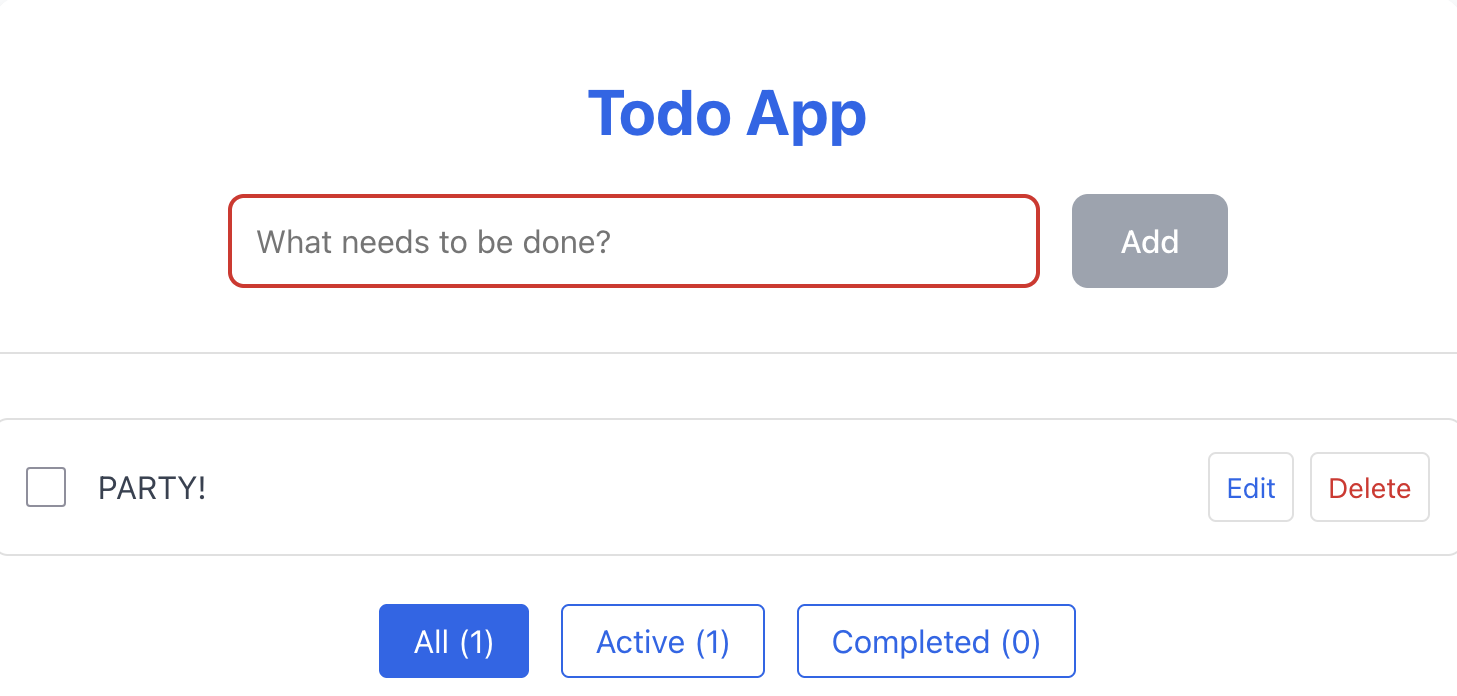 Todo App
What needs to be done? Add
PARTY! Edit Delete
All (1) Active (1) Completed (0)